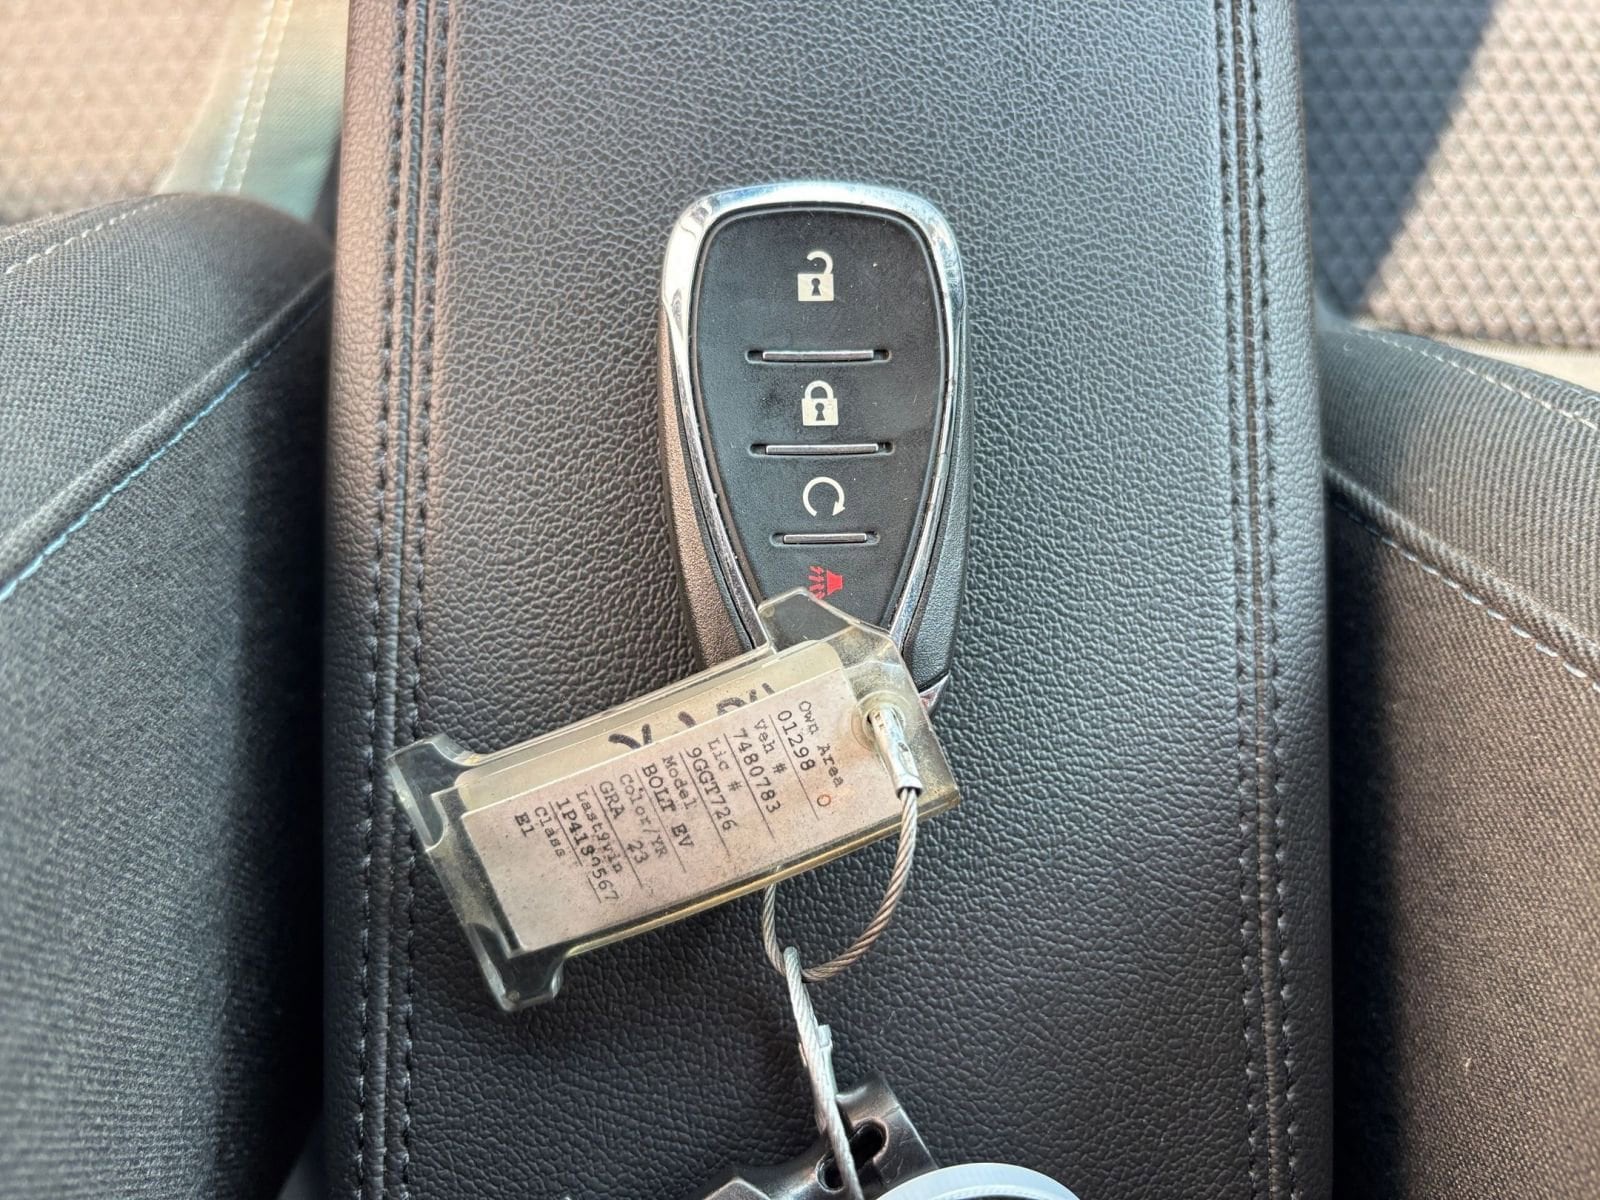 Own Area
01298 O
Veh #
7480783
Lic #
9GGT726
Model
BOLT EV
Color/YR
GRA 23
Last9Vin
1P4189567
Class
E1